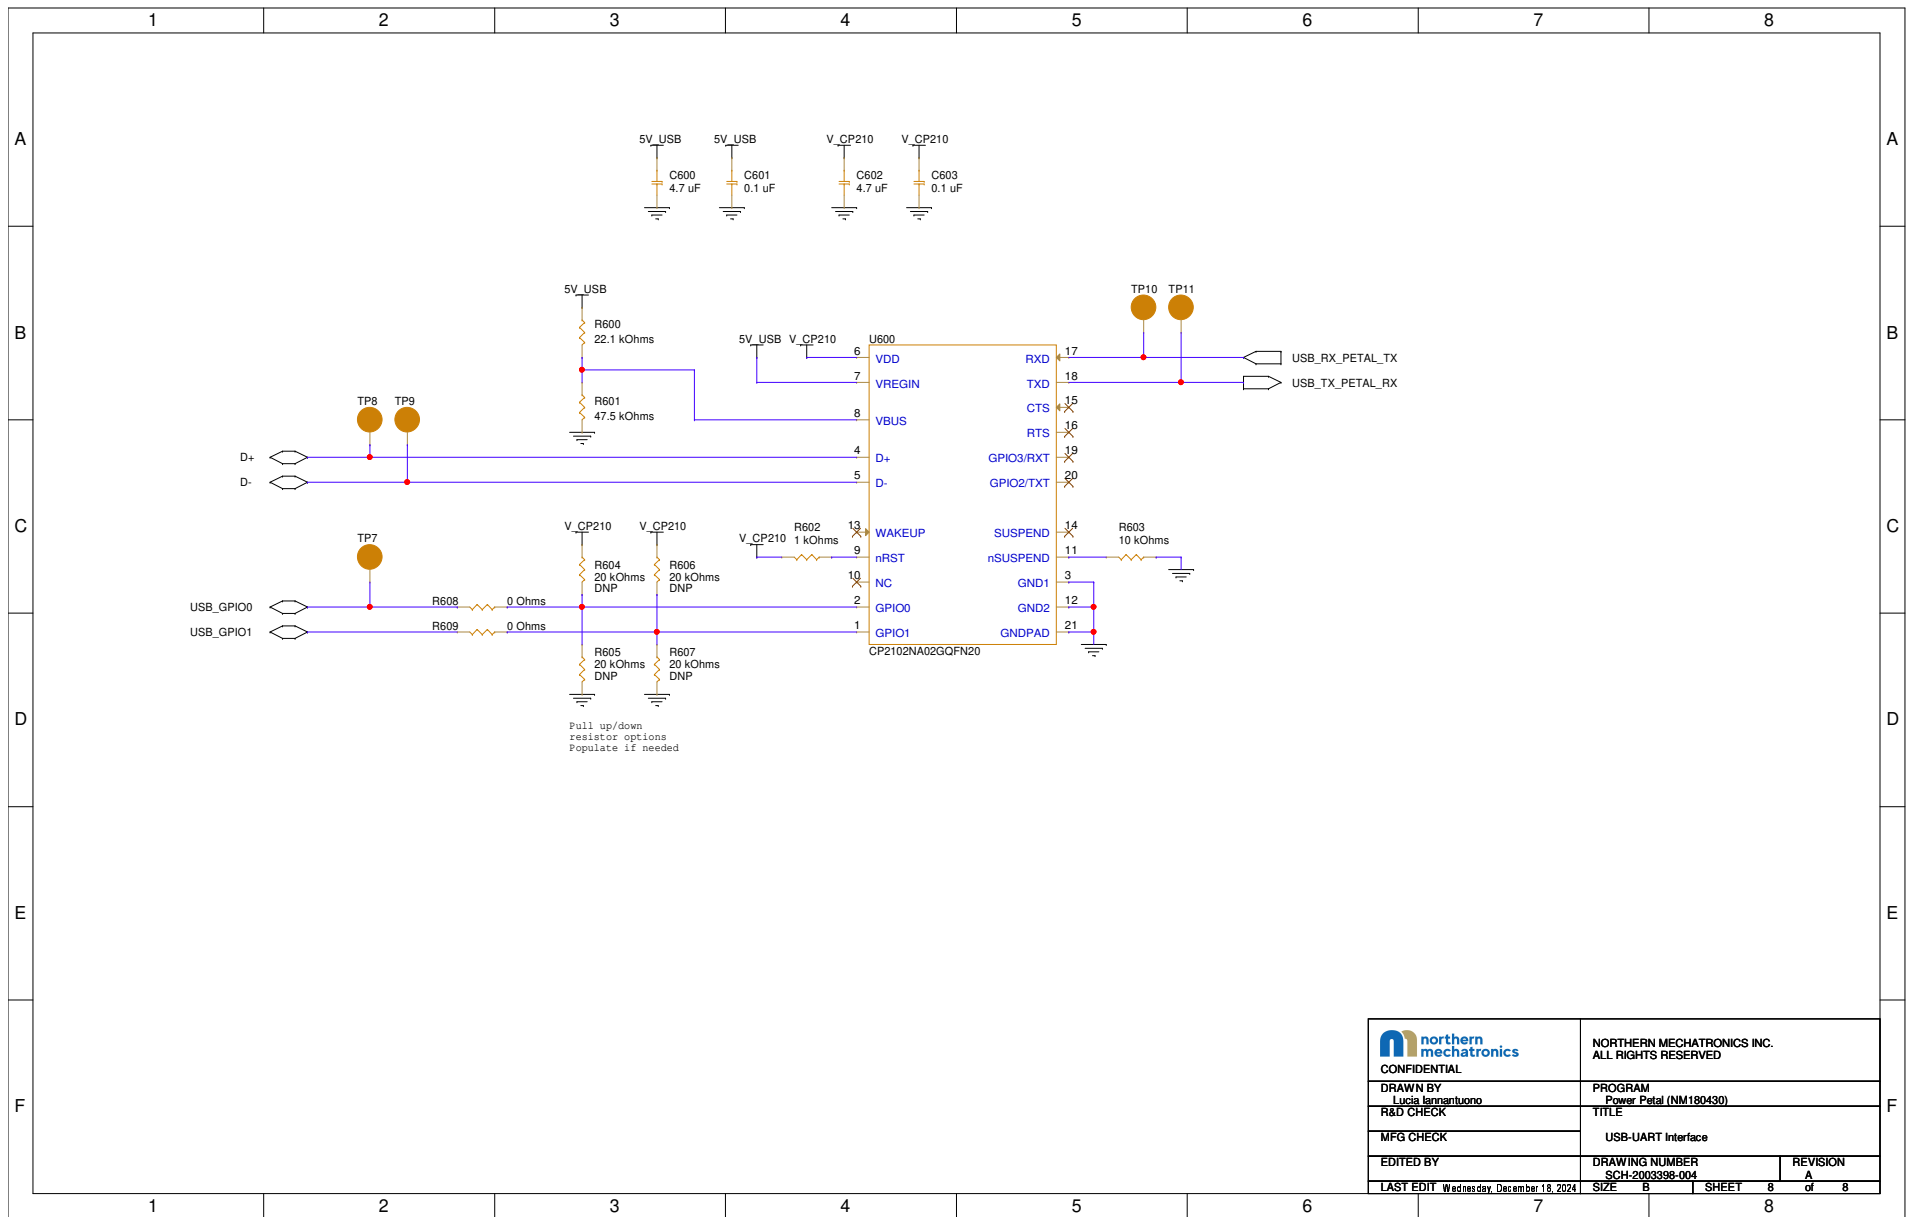 1 2 3 4 5 6 7 8
A A
5V_USB 5V_USB V_CP210 V_CP210
C600 C601 C602 C603
4.7 uF 0.1 uF 4.7 uF 0.1 uF
B B
5V_USB
R600
22.1 kOhms
R601
47.5 kOhms
TP10 TP11
5V_USB V_CP210
U600
6 VDD
7 VREGIN
8 VBUS
4 D+
5 D-
13 WAKEUP
9 nRST
10 NC
2 GPIO0
1 GPIO1
RXD 17
TXD 18
CTS 15
RTS 16
GPIO3/RXT 19
GPIO2/TXT 20
SUSPEND 14
nSUSPEND 11
GND1 3
GND2 12
GNDPAD 21
CP2102NA02GQFN20
USB_RX_PETAL_TX
USB_TX_PETAL_RX
TP8 TP9
D+
D-
C C
TP7
V_CP210 V_CP210
R604
20 kOhms
DNP
R606
20 kOhms
DNP
V_CP210
R602
1 kOhms
R603
10 kOhms
USB_GPIO0
R608 0 Ohms
USB_GPIO1
R609 0 Ohms
R605
20 kOhms
DNP
R607
20 kOhms
DNP
D D
Pull up/down
resistor options
Populate if needed
E E
F F
northern
mechatronics
CONFIDENTIAL
NORTHERN MECHATRONICS INC.
ALL RIGHTS RESERVED
DRAWN BY
Lucia Iannantuono
PROGRAM
Power Petal (NM180430)
R&D CHECK
TITLE
MFG CHECK
USB-UART Interface
EDITED BY
DRAWING NUMBER
SCH-2003398-004
REVISION
A
LAST EDIT Wednesday, December 18, 2024
SIZE B
SHEET 8 of 8
1 2 3 4 5 6 7 8